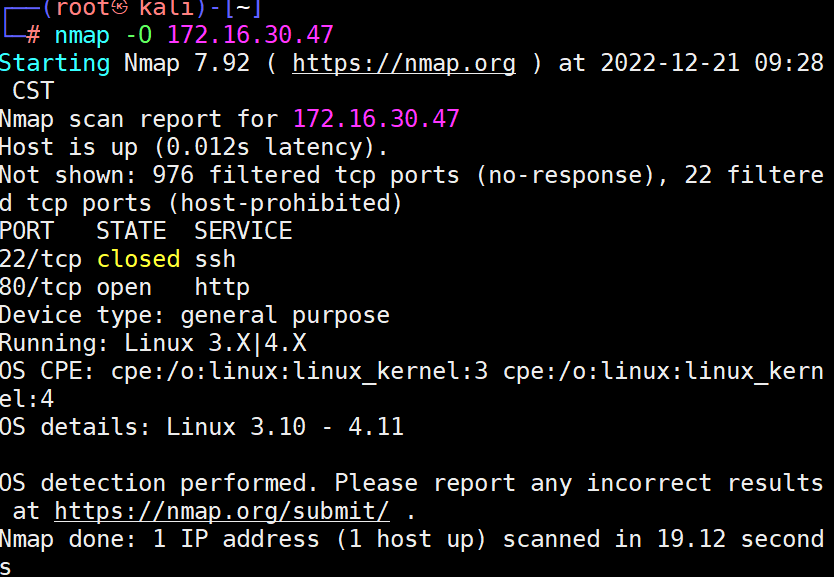 ┌──(root㉿kali)-[~]
└─# nmap -O 172.16.30.47
Starting Nmap 7.92 ( https://nmap.org ) at 2022-12-21 09:28
 CST
Nmap scan report for 172.16.30.47
Host is up (0.012s latency).
Not shown: 976 filtered tcp ports (no-response), 22 filtere
d tcp ports (host-prohibited)
PORT   STATE  SERVICE
22/tcp closed ssh
80/tcp open   http
Device type: general purpose
Running: Linux 3.X|4.X
OS CPE: cpe:/o:linux:linux_kernel:3 cpe:/o:linux:linux_kern
el:4
OS details: Linux 3.10 - 4.11

OS detection performed. Please report any incorrect results
 at https://nmap.org/submit/ .
Nmap done: 1 IP address (1 host up) scanned in 19.12 second
s